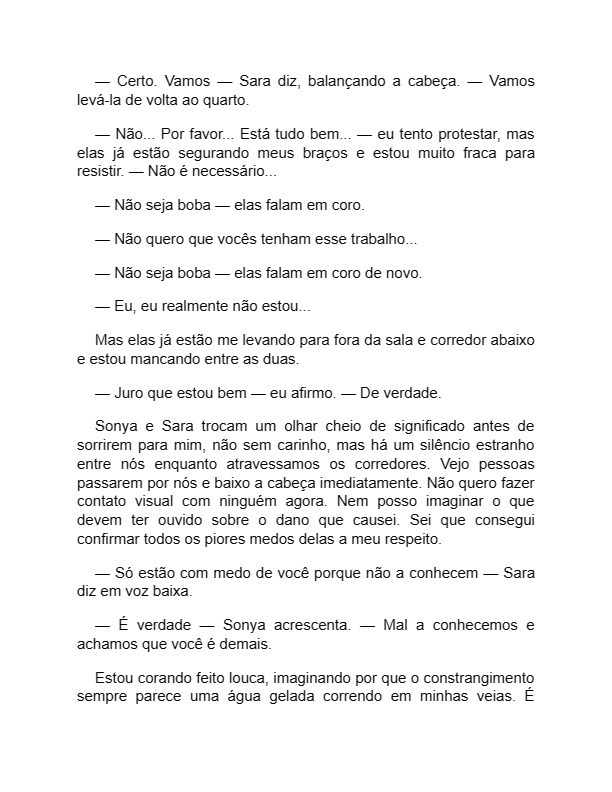 — Certo. Vamos — Sara diz, balançando a cabeça. — Vamos
levá-la de volta ao quarto.
— Não... Por favor... Está tudo bem... — eu tento protestar, mas
elas já estão segurando meus braços e estou muito fraca para
resistir. — Não é necessário...
— Não seja boba — elas falam em coro.
— Não quero que vocês tenham esse trabalho...
— Não seja boba — elas falam em coro de novo.
— Eu, eu realmente não estou...
Mas elas já estão me levando para fora da sala e corredor abaixo
e estou mancando entre as duas.
— Juro que estou bem — eu afirmo. — De verdade.
Sonya e Sara trocam um olhar cheio de significado antes de
sorrirem para mim, não sem carinho, mas há um silêncio estranho
entre nós enquanto atravessamos os corredores. Vejo pessoas
passarem por nós e baixo a cabeça imediatamente. Não quero fazer
contato visual com ninguém agora. Nem posso imaginar o que
devem ter ouvido sobre o dano que causei. Sei que consegui
confirmar todos os piores medos delas a meu respeito.
— Só estão com medo de você porque não a conhecem — Sara
diz em voz baixa.
— É verdade — Sonya acrescenta. — Mal a conhecemos e
achamos que você é demais.
Estou corando feito louca, imaginando por que o constrangimento
sempre parece uma água gelada correndo em minhas veias. É